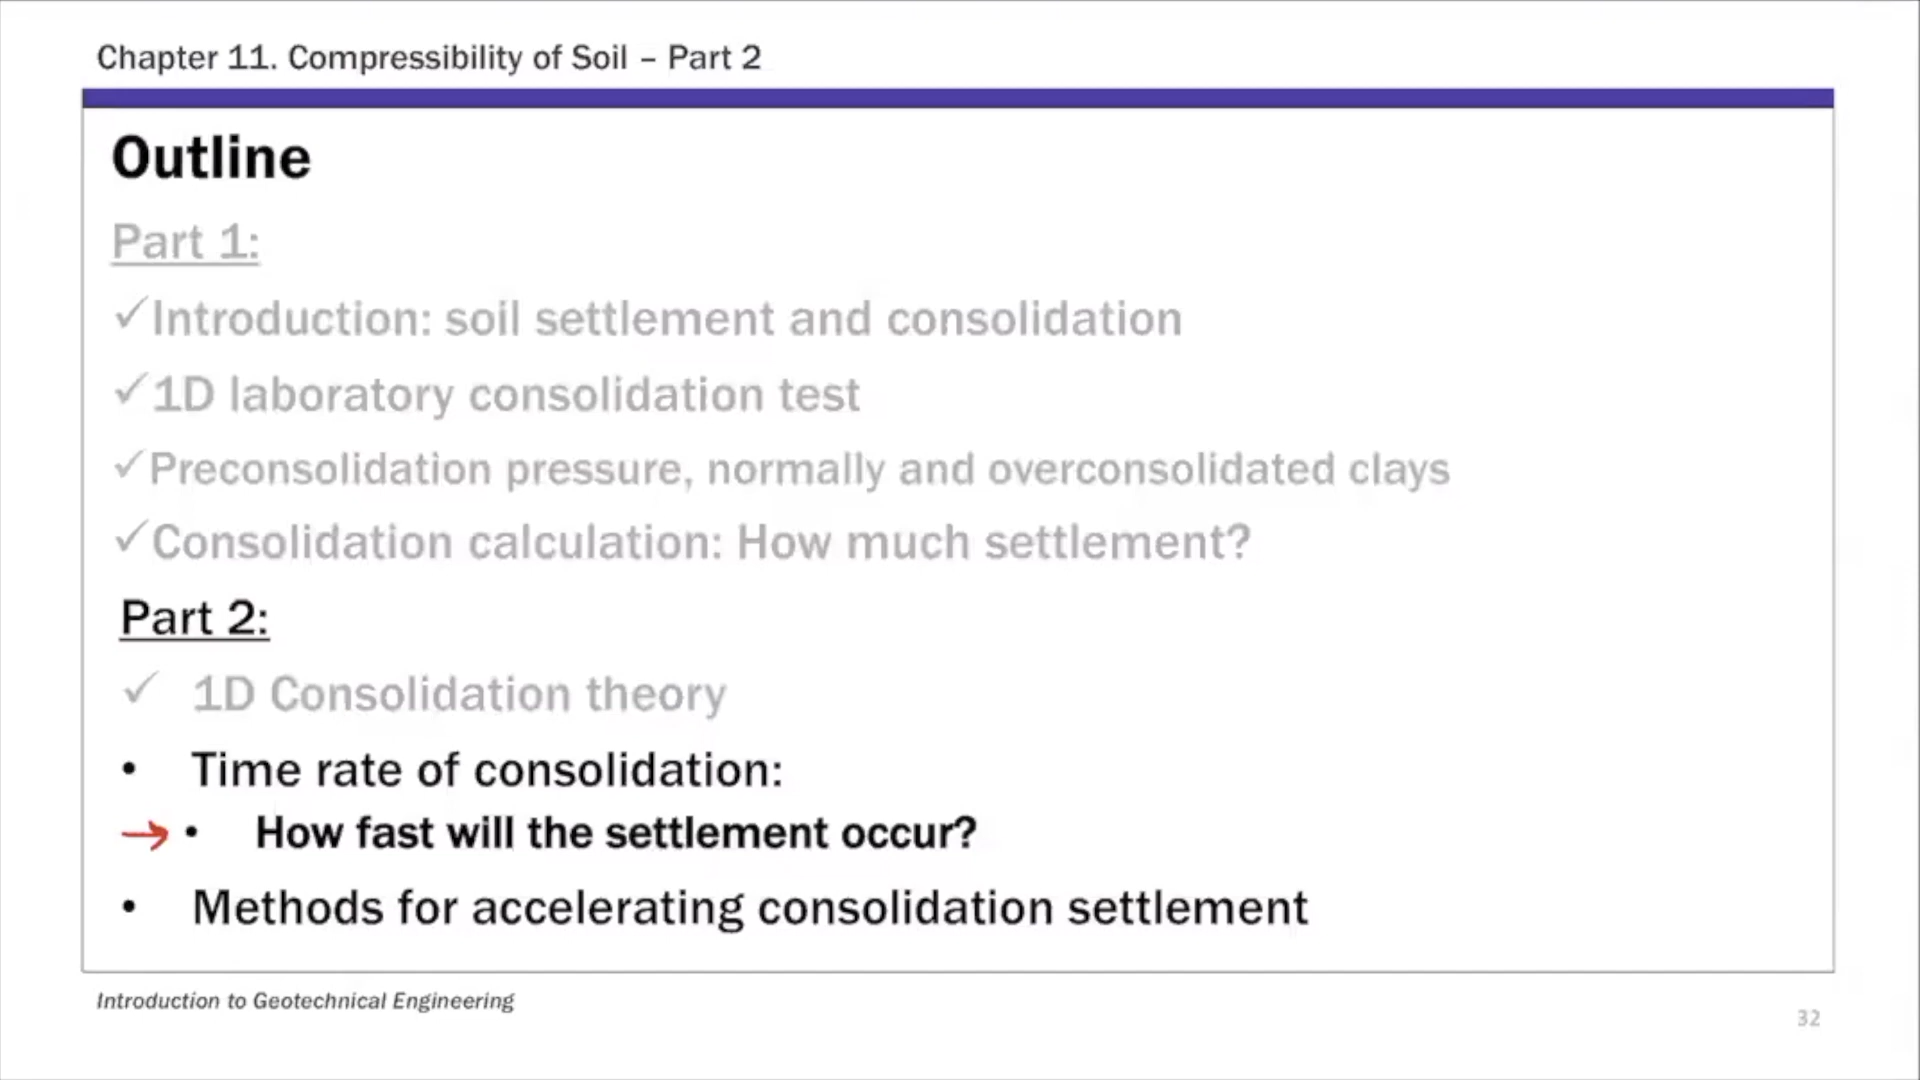 Chapter 11. Compressibility of Soil – Part 2
Outline
Part 1:
✓Introduction: soil settlement and consolidation
✓1D laboratory consolidation test
✓Preconsolidation pressure, normally and overconsolidated clays
✓Consolidation calculation: How much settlement?
Part 2:
✓ 1D Consolidation theory
• Time rate of consolidation:
→ • How fast will the settlement occur?
• Methods for accelerating consolidation settlement
Introduction to Geotechnical Engineering
32